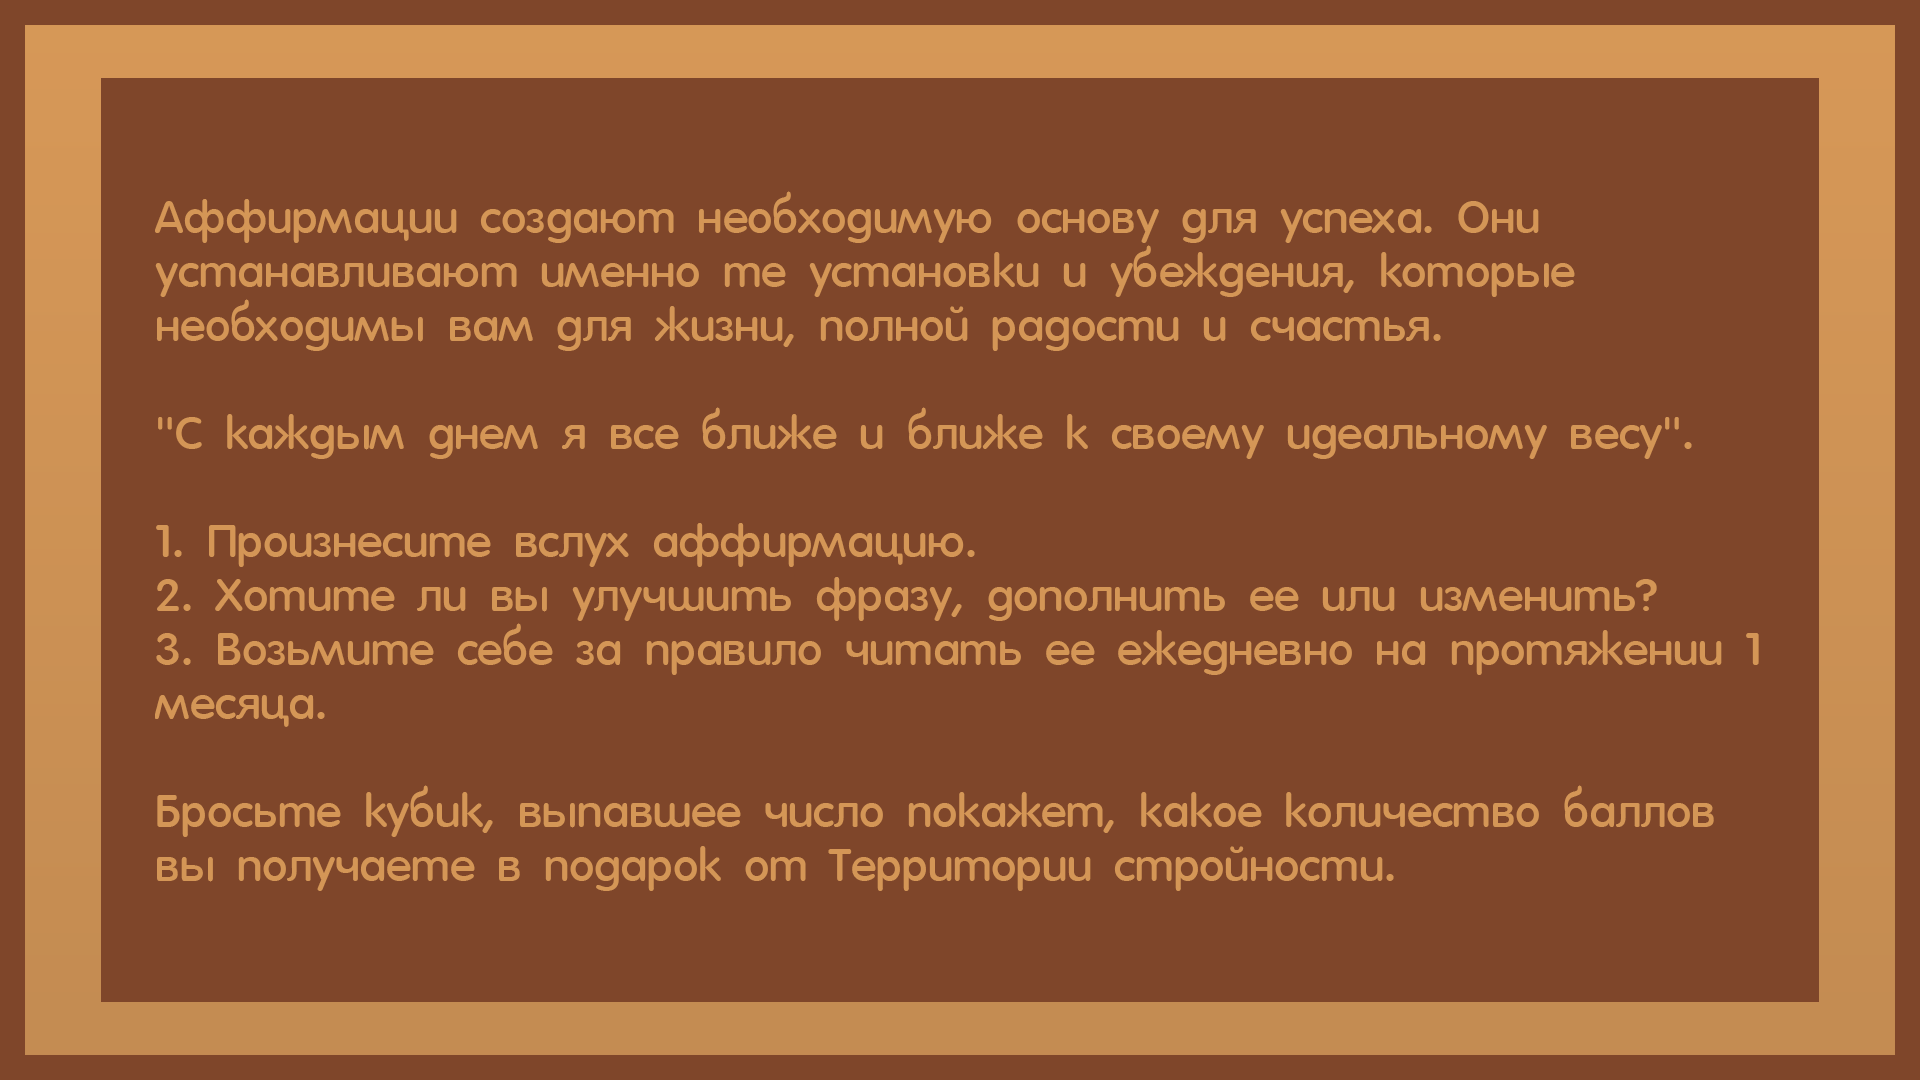 Аффирмации создают необходимую основу для успеха. Они
устанавливают именно те установки и убеждения, которые
необходимы вам для жизни, полной радости и счастья.
"С каждым днем я все ближе и ближе к своему идеальному весу".
1. Произнесите вслух аффирмацию.
2. Хотите ли вы улучшить фразу, дополнить ее или изменить?
3. Возьмите себе за правило читать ее ежедневно на протяжении 1
месяца.
Бросьте кубик, выпавшее число покажет, какое количество баллов
вы получаете в подарок от Территории стройности.